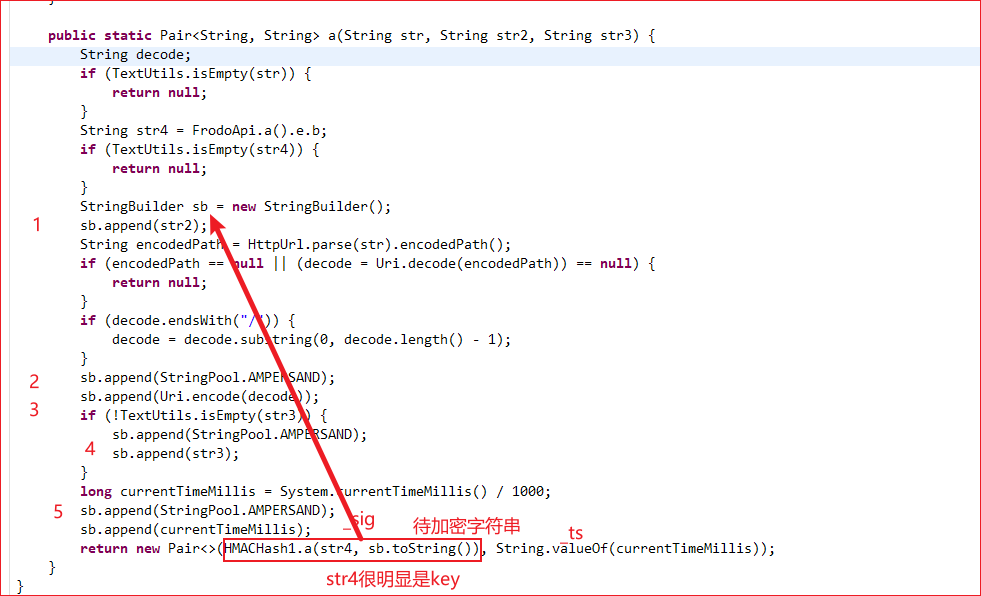 }
public static Pair<String, String> a(String str, String str2, String str3) {
String decode;
if (TextUtils.isEmpty(str)) {
return null;
}
String str4 = FrodoApi.a().e.b;
if (TextUtils.isEmpty(str4)) {
return null;
}
StringBuilder sb = new StringBuilder();
1 sb.append(str2);
String encodedPath = HttpUrl.parse(str).encodedPath();
if (encodedPath == null || (decode = Uri.decode(encodedPath)) == null) {
return null;
}
if (decode.endsWith("/")) {
decode = decode.substring(0, decode.length() - 1);
}
2 sb.append(StringPool.AMPERSAND);
3 sb.append(Uri.encode(decode));
if (!TextUtils.isEmpty(str3)) {
sb.append(StringPool.AMPERSAND);
4 sb.append(str3);
}
long currentTimeMillis = System.currentTimeMillis() / 1000;
5 sb.append(StringPool.AMPERSAND);
sb.append(currentTimeMillis); _sig 待加密字符串 _ts
return new Pair<>(HMACHash1.a(str4, sb.toString()), String.valueOf(currentTimeMillis));
} str4很明显是key
}